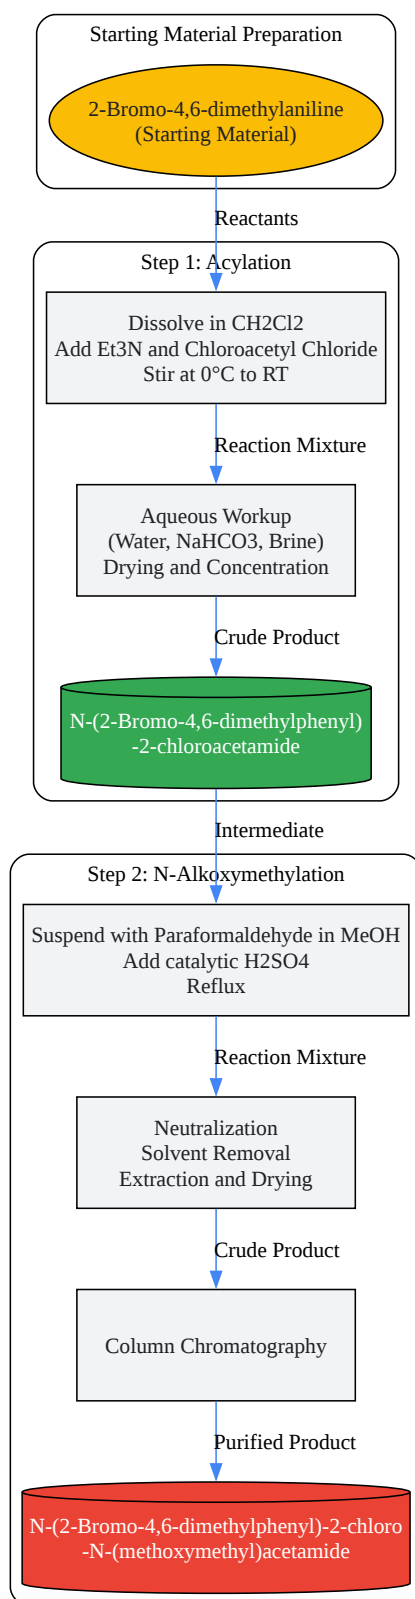 Starting Material Preparation
2-Bromo-4,6-dimethylaniline
(Starting Material)
Reactants
Step 1: Acylation
Dissolve in CH2Cl2
Add Et3N and Chloroacetyl Chloride
Stir at 0°C to RT
Reaction Mixture
Aqueous Workup
(Water, NaHCO3, Brine)
Drying and Concentration
Crude Product
N-(2-Bromo-4,6-dimethylphenyl)
-2-chloroacetamide
Intermediate
Step 2: N-Alkoxymethylation
Suspend with Paraformaldehyde in MeOH
Add catalytic H2SO4
Reflux
Reaction Mixture
Neutralization
Solvent Removal
Extraction and Drying
Crude Product
Column Chromatography
Purified Product
N-(2-Bromo-4,6-dimethylphenyl)-2-chloro
-N-(methoxymethyl)acetamide